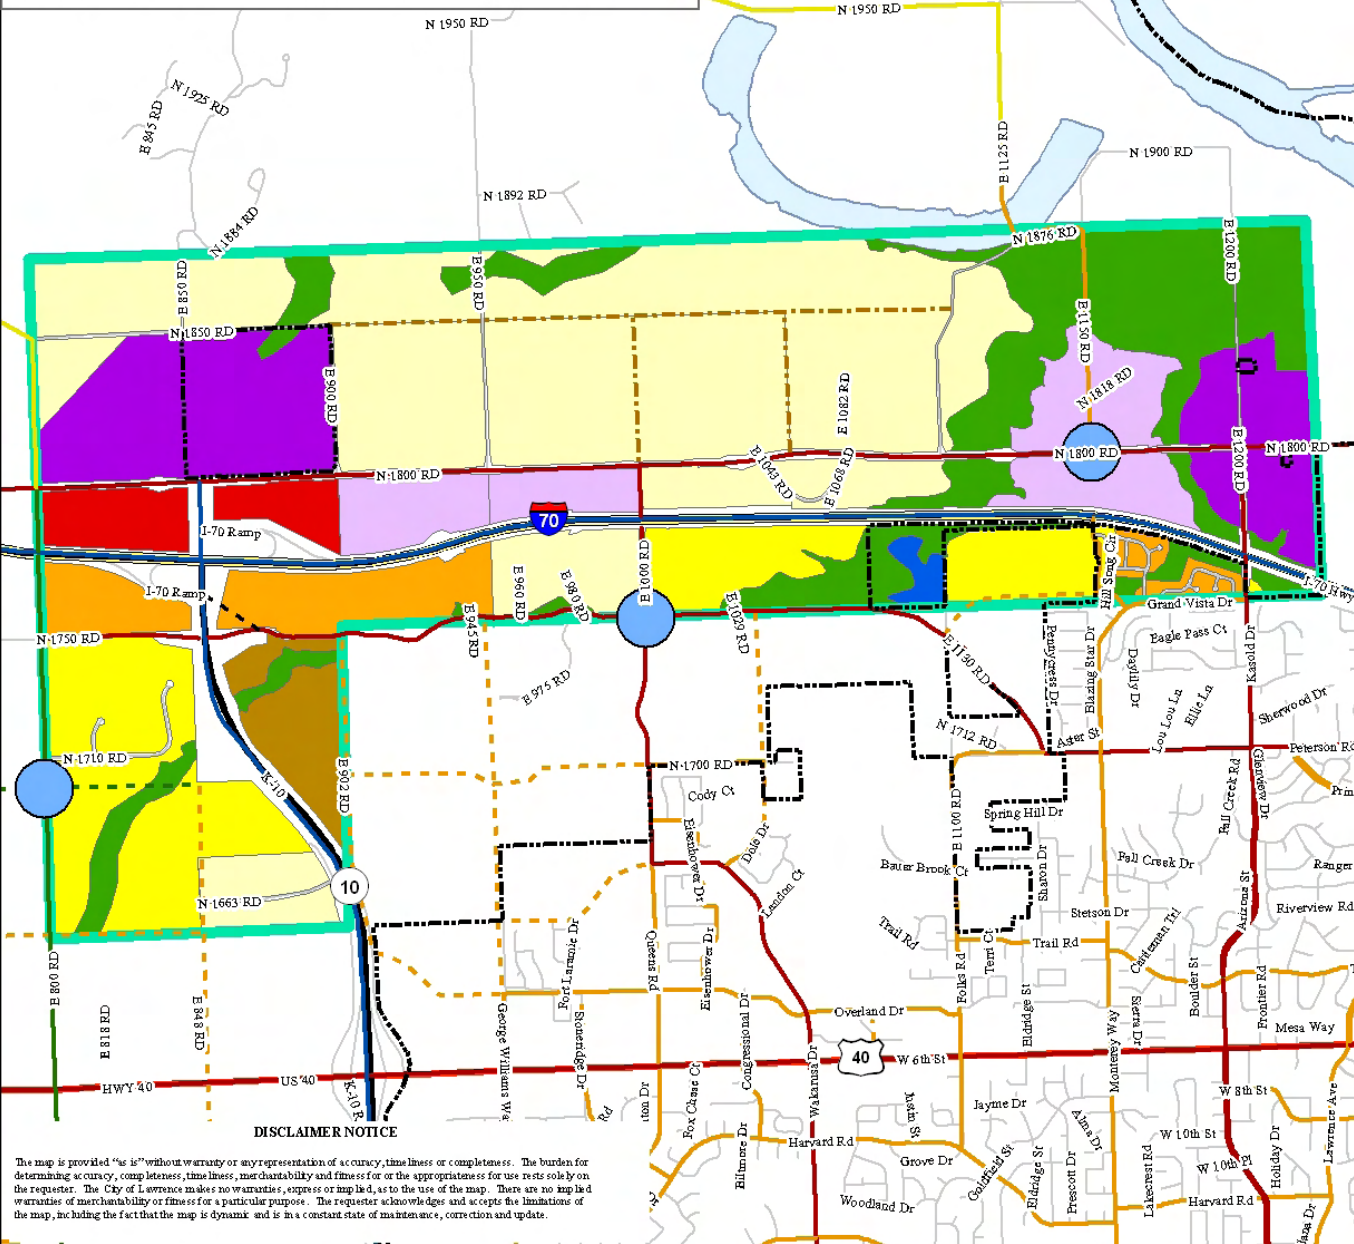 N 1950 RD
N 1950 RD
N 1925 RD
E 845 RD
E 1125 RD
N 1900 RD
N 1892 RD
N 1884 RD
N 1876 RD
E 1200 RD
E 850 RD
E 950 RD
N 1850 RD
E 1150 RD
E 900 RD
N 1818 RD
E 1082 RD
N 1800 RD
E 1043 RD
E 1068 RD
N 1800 RD
E 1200 RD
N 1800 RD
70
I-70 Ramp
I-70 Ramp
E 1000 RD
E 960 RD
E 980 RD
E 945 RD
E 1029 RD
Hill Song Cir
I-70 Hwy
Grand Vista Dr
N 1750 RD
E 1130 RD
Pennycress Dr
Blazing Star Dr
Eagle Pass Ct
Daylily Dr
Kasold Dr
E 975 RD
Lou Lou Ln
Ellie Ln
Sherwood Dr
N 1712 RD
Aster St
Peterson Rd
N 1710 RD
N 1700 RD
K-10
E 902 RD
Cody Ct
Eisenhower Dr
Dole Dr
E 1100 RD
Spring Hill Dr
Fall Creek Rd
Glenview Dr
Prin
Bauer Brook Ct
Sharon Dr
Fall Creek Dr
Ranger
10
N 1663 RD
Landon Ct
Stetson Dr
Arizona St
Riverview Rd
Trail Rd
Terri Ct
Trail Rd
Canteman Trl
Fort Laramie Dr
Queens Rd
Eisenhower Dr
Folks Rd
Boulder St
Frontier Rd
E 800 RD
E 818 RD
E 848 RD
George Williams Wa
Stoneridge Dr
Congressional Dr
Overland Dr
Eldridge St
Monterey Way
Sierra Dr
Mesa Way
40
W 6th St
HWY 40
US 40
K-10 R
Rd
ton Dr
Fox Chase Ct
Wakarusa Dr
Justin St
Jayme Dr
Alma Dr
W 8th St
Lawrence Ave
DISCLAIMER NOTICE
Biltmore Dr
Harvard Rd
Grove Dr
Goldfield St
Eldridge St
Prescott Dr
Lakecrest Rd
W 10th St
W 10th Pl
Holiday Dr
Harvard Rd
Woodland Dr
iana Dr
The map is provided “as is” without warranty or any representation of accuracy, timeliness or completeness. The burden for
determining accuracy, completeness, timeliness, merchantability and fitness for or the appropriateness for use rests solely on
the requester. The City of Lawrence makes no warranties, express or implied, as to the use of the map. There are no implied
warranties of merchantability or fitness for a particular purpose. The requester acknowledges and accepts the limitations of
the map, including the fact that the map is dynamic and is in a constant state of maintenance, correction and update.